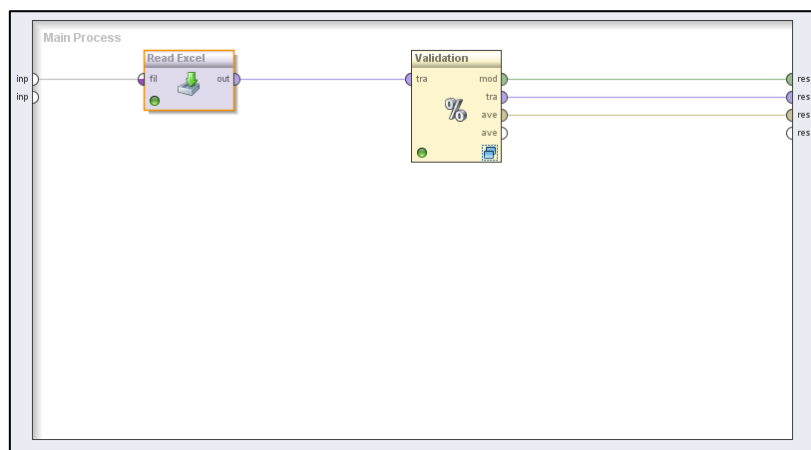 Main Process
Read Excel
Validation
inp
fil
out
tra
mod
res
inp
tra
res
%
ave
res
ave
res